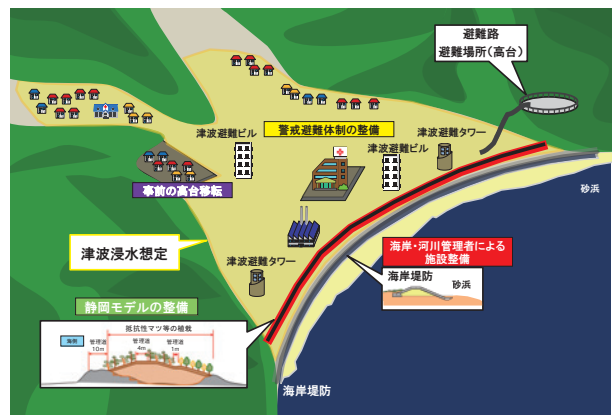 避難路
避難場所(高台)
警戒避難体制の整備
津波避難ビル
津波避難タワー
津波避難ビル
事前の高台移転
砂浜
津波浸水想定
海岸・河川管理者による
施設整備
津波避難タワー
海岸堤防
砂浜
静岡モデルの整備
抵抗性マツ等の植栽
海側
管理道
10m
管理道
4m
管理道
1m
海岸堤防